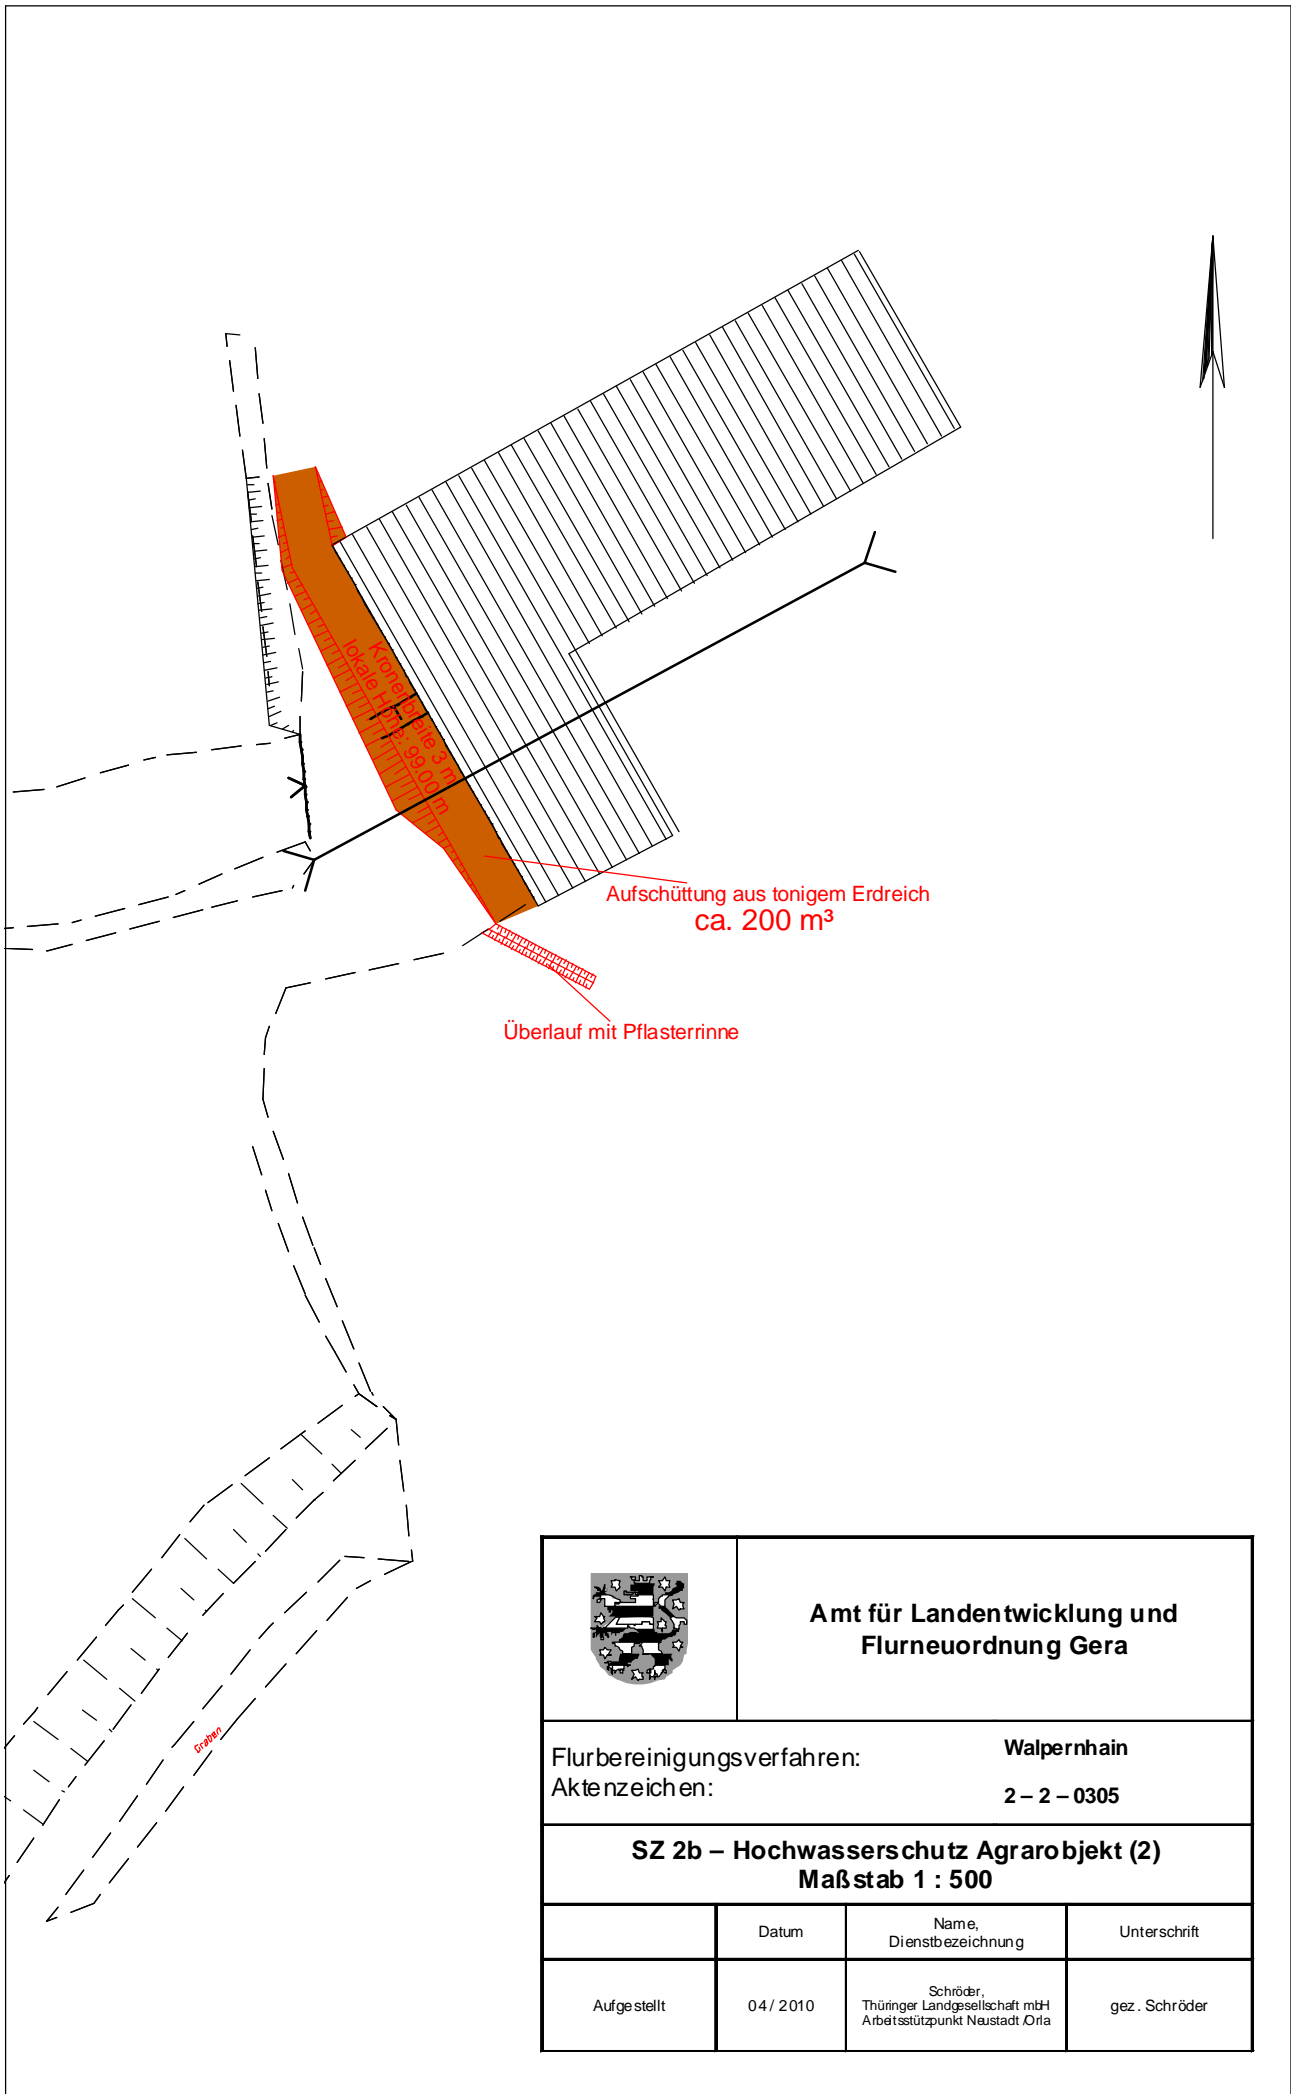 Kronenbreite 3 m
lokale Höhe: 99.00 m
Aufschüttung aus tonigem Erdreich
ca. 200 m³
Überlauf mit Pflasterrinne
Graben
Amt für Landentwicklung und
Flurneuordnung Gera
Flurbereinigungsverfahren: Walpernhain
Aktenzeichen: 2 – 2 – 0305
SZ 2b – Hochwasserschutz Agrarobjekt (2)
Maßstab 1 : 500
Datum
Name,
Dienstbezeichnung
Unterschrift
Aufgestellt
04 / 2010
Schröder,
Thüringer Landgesellschaft mbH
Arbeitsstützpunkt Neustadt /Orla
gez. Schröder